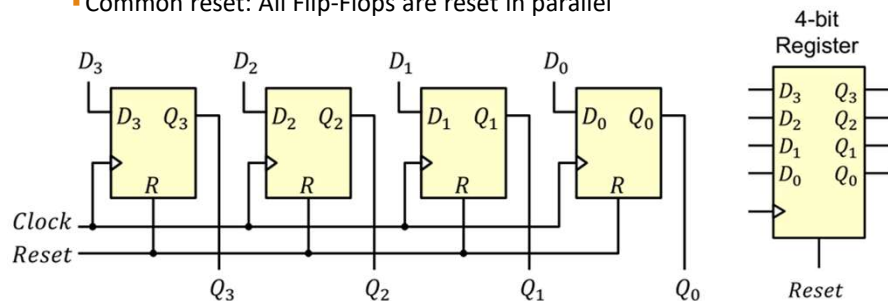 Common reset: All Flip-Flops are reset in parallel
4-bit
Register
D3 D2 D1 D0
D3 Q3 D2 Q2 D1 Q1 D0 Q0
R R R R
Clock
Reset
Q3 Q2 Q1 Q0
D3 Q3
D2 Q2
D1 Q1
D0 Q0
Reset